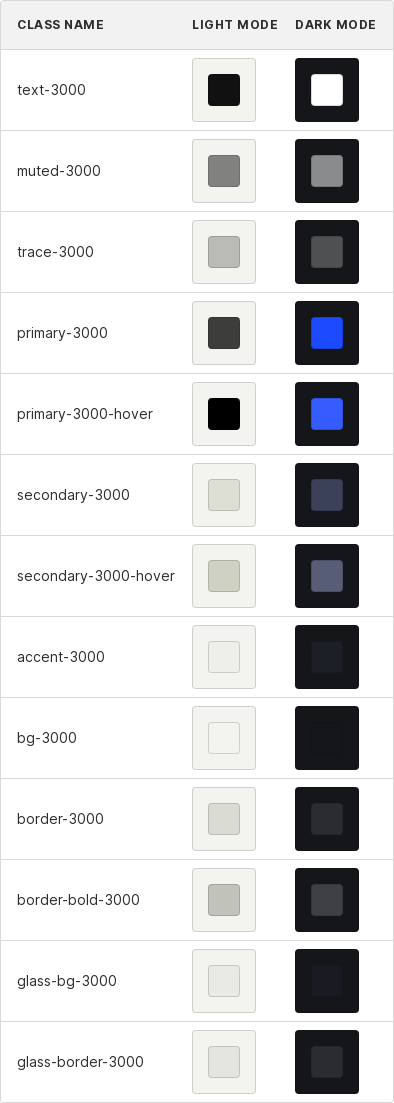 CLASS NAME LIGHT MODE DARK MODE
text-3000
muted-3000
trace-3000
primary-3000
primary-3000-hover
secondary-3000
secondary-3000-hover
accent-3000
bg-3000
border-3000
border-bold-3000
glass-bg-3000
glass-border-3000